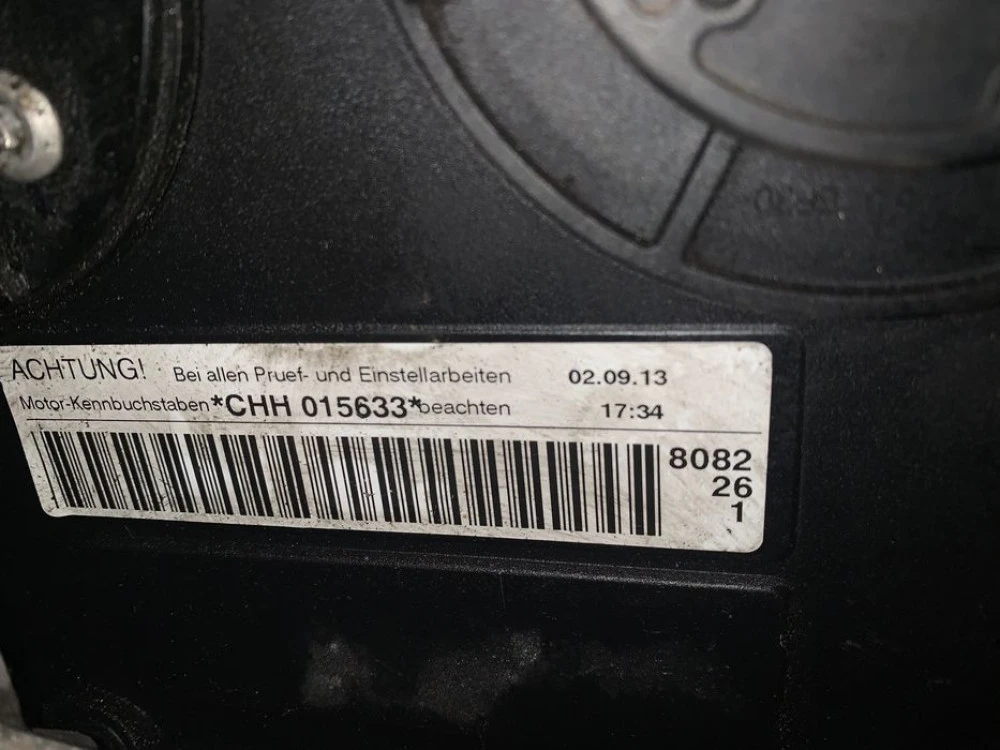 ACHTUNG! Bei allen Pruef- und Einstellarbeiten 02.09.13
Motor-Kennbuchstaben *CHH 015633* beachten 17:34
8082
26
1